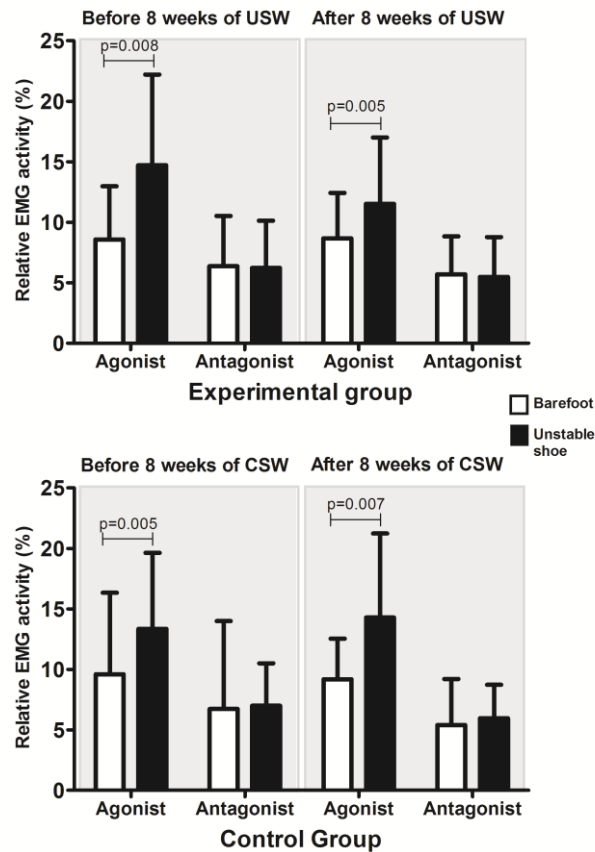 Before 8 weeks of USW
After 8 weeks of USW
Relative EMG activity (%)
25
20
15
10
5
0
p=0.008
p=0.005
Agonist
Antagonist
Agonist
Antagonist
Experimental group
Barefoot
Unstable
shoe
Before 8 weeks of CSW
After 8 weeks of CSW
Relative EMG activity (%)
25
20
15
10
5
0
p=0.005
p=0.007
Agonist
Antagonist
Agonist
Antagonist
Control Group